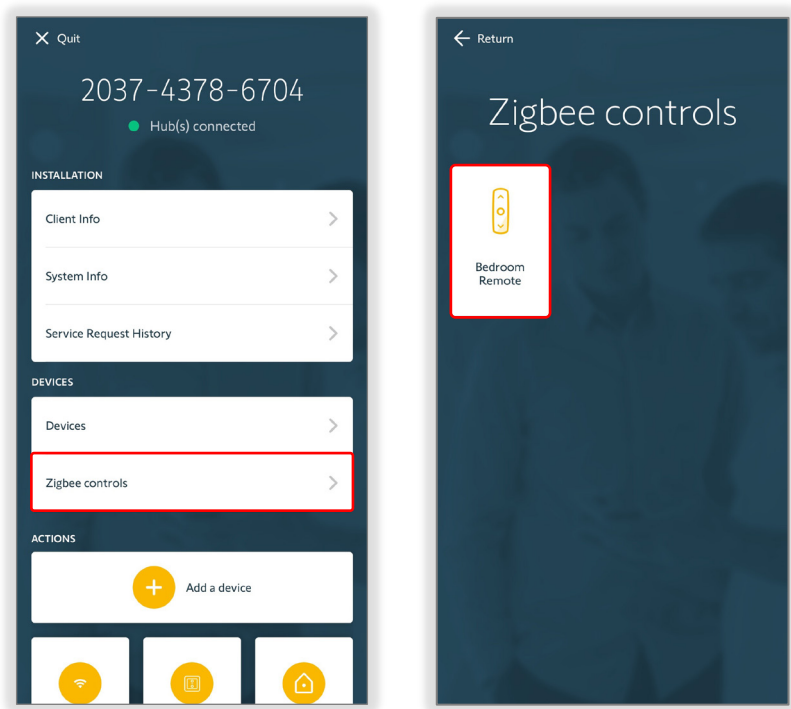 Quit
2037-4378-6704
Hub(s) connected
INSTALLATION
Client Info
System Info
Service Request History
DEVICES
Devices
Zigbee controls
ACTIONS
Add a device
Return
Zigbee controls
Bedroom
Remote